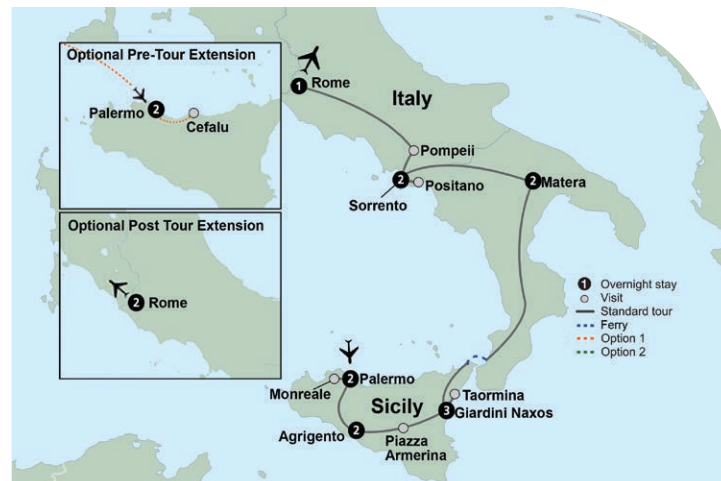 Optional Pre-Tour Extension
Palermo
2
Cefalu
Optional Post Tour Extension
2
Rome
1
Rome
Italy
Pompeii
2
Positano
Sorrento
2
Matera
1
Overnight stay
Visit
Standard tour
Ferry
Option 1
Option 2
Monreale
2
Palermo
Sicily
Taormina
3
Giardini Naxos
Agrigento
2
Piazza
Armerina